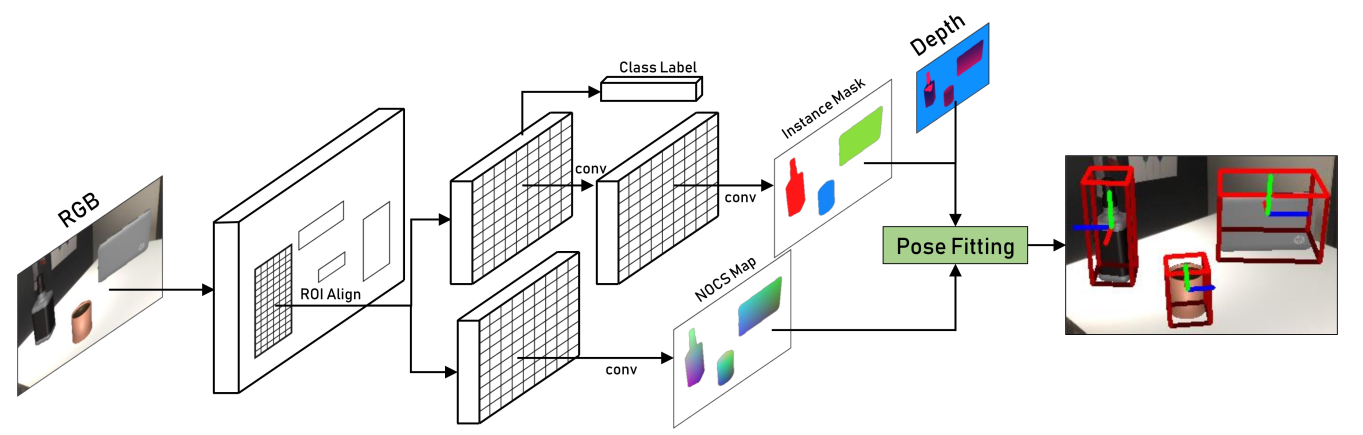 RGB
ROI Align
Class Label
conv
conv
Instance Mask
Depth
conv
NOCS Map
Pose Fitting